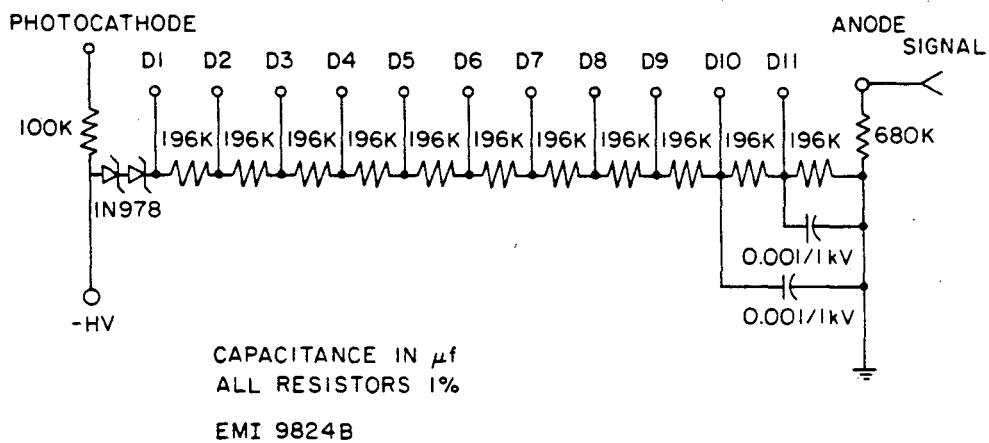 PHOTOCATHODE
ANODE
SIGNAL
D1 D2 D3 D4 D5 D6 D7 D8 D9 D10 D11
100K
196K 196K 196K 196K 196K 196K 196K 196K 196K 196K 196K
680K
1N978
0.001/1kV
0.001/1kV
-HV
CAPACITANCE IN μf
ALL RESISTORS 1%
EMI 9824B